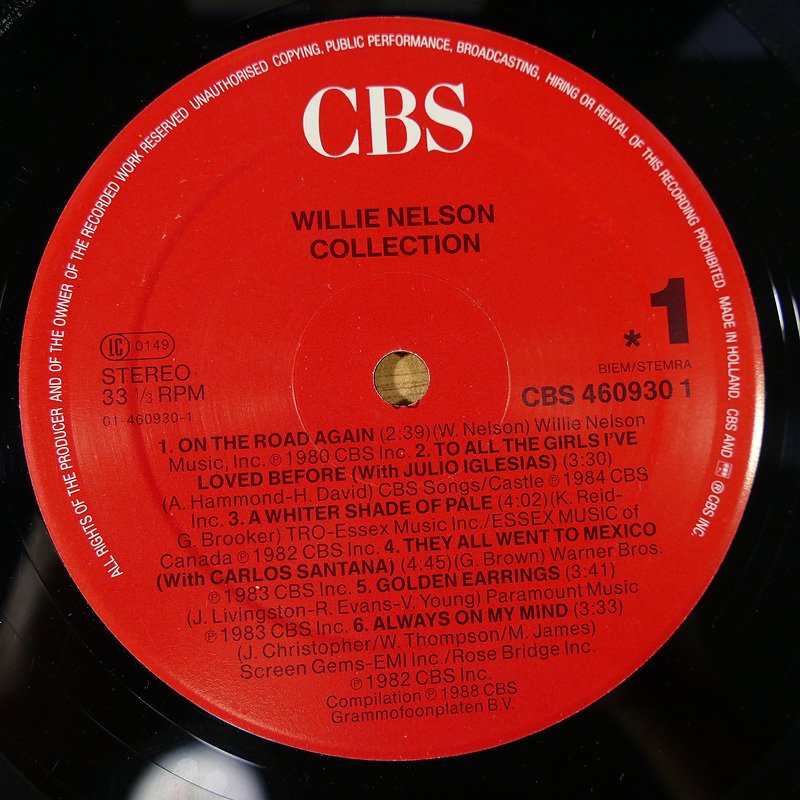 ALL RIGHTS OF THE PRODUCER AND OF THE OWNER OF THE RECORDED WORK RESERVED UNAUTHORISED COPYING, PUBLIC PERFORMANCE, BROADCASTING, HIRING OR RENTAL OF THIS RECORDING PROHIBITED. MADE IN HOLLAND. CBS AND ® CBS INC.
CBS
WILLIE NELSON
COLLECTION
*1
LC 0149
STEREO
33 1/3 RPM
01-460930-1
BIEM/STEMRA
CBS 460930 1
1. ON THE ROAD AGAIN (2:39)(W. Nelson) Willie Nelson
Music, Inc. ℗ 1980 CBS Inc. 2. TO ALL THE GIRLS I'VE
LOVED BEFORE (With JULIO IGLESIAS) (3:30)
(A. Hammond-H. David) CBS Songs/Castle ℗ 1984 CBS
Inc. 3. A WHITER SHADE OF PALE (4:02)(K. Reid-
G. Brooker) TRO-Essex Music Inc./ESSEX MUSIC of
Canada ℗ 1982 CBS Inc. 4. THEY ALL WENT TO MEXICO
(With CARLOS SANTANA) (4:45)(G. Brown) Warner Bros.
℗ 1983 CBS Inc. 5. GOLDEN EARRINGS (3:41)
(J. Livingston-R. Evans-V. Young) Paramount Music
℗ 1983 CBS Inc. 6. ALWAYS ON MY MIND (3:33)
(J. Christopher/W. Thompson/M. James)
Screen Gems-EMI Inc./Rose Bridge Inc.
℗ 1982 CBS Inc.
Compilation ℗ 1988 CBS
Grammofoonplaten B.V.